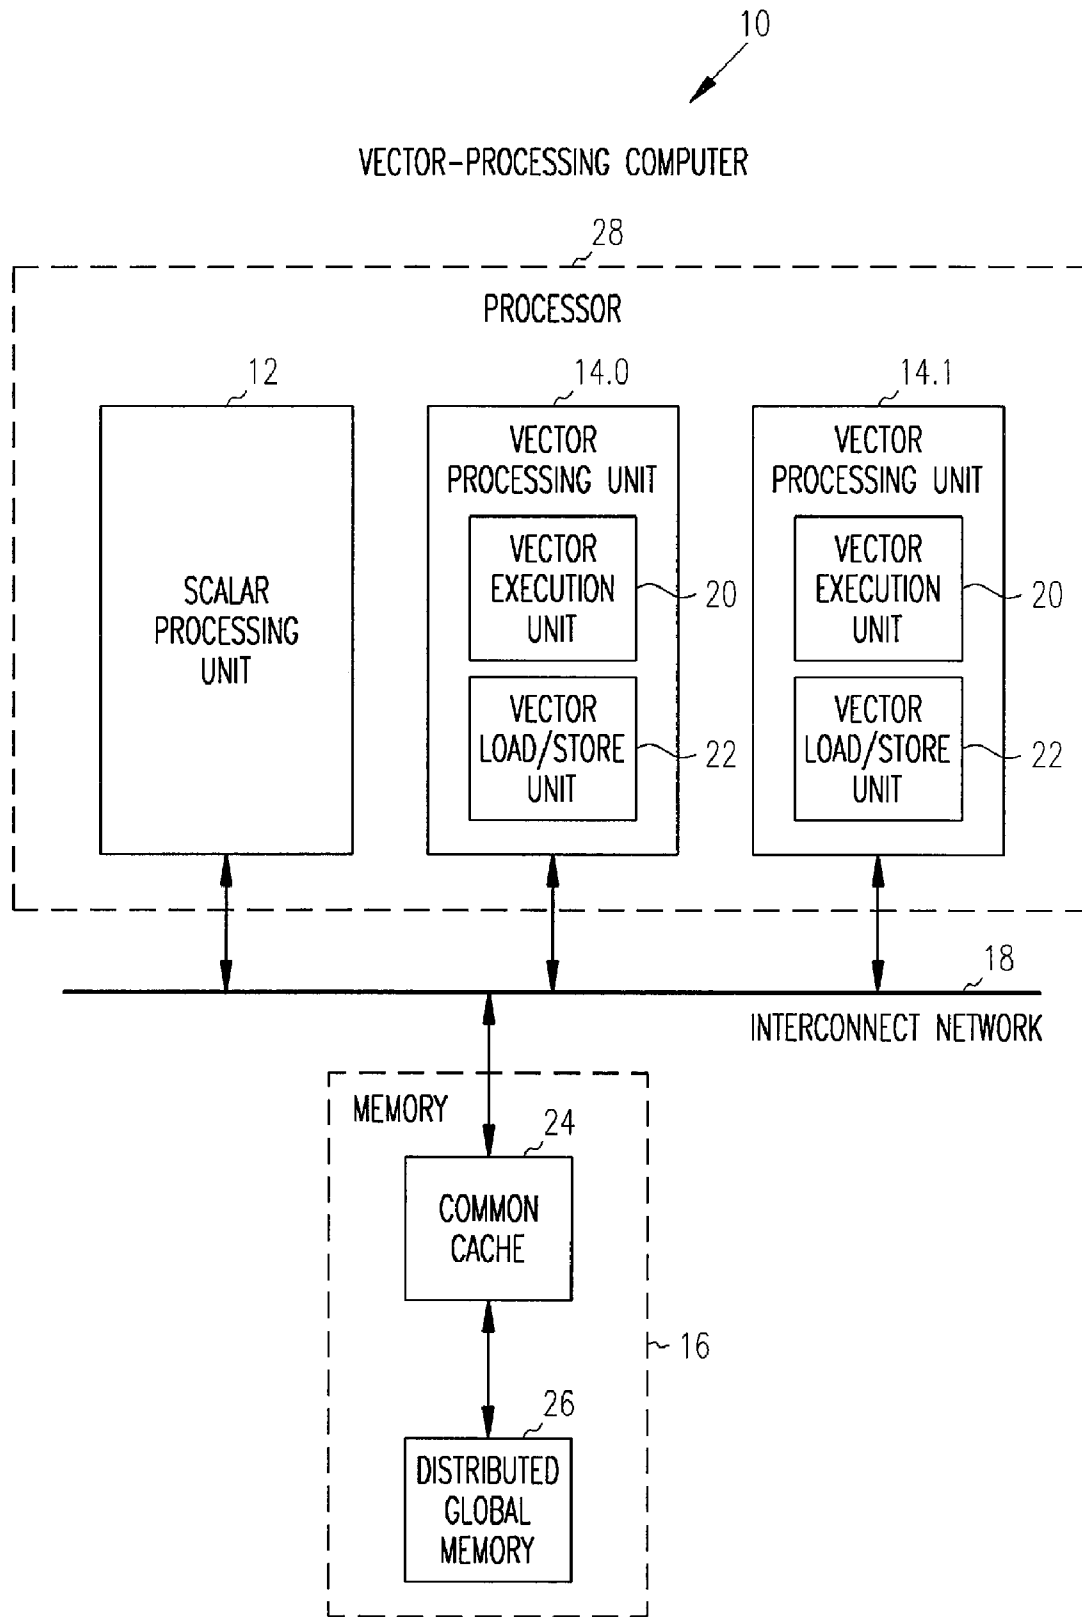 10
VECTOR-PROCESSING COMPUTER
28
PROCESSOR
12
SCALAR
PROCESSING
UNIT
14.0
VECTOR
PROCESSING UNIT
VECTOR
EXECUTION
UNIT
20
VECTOR
LOAD/STORE
UNIT
22
14.1
VECTOR
PROCESSING UNIT
VECTOR
EXECUTION
UNIT
20
VECTOR
LOAD/STORE
UNIT
22
18
INTERCONNECT NETWORK
MEMORY
24
COMMON
CACHE
16
26
DISTRIBUTED
GLOBAL
MEMORY